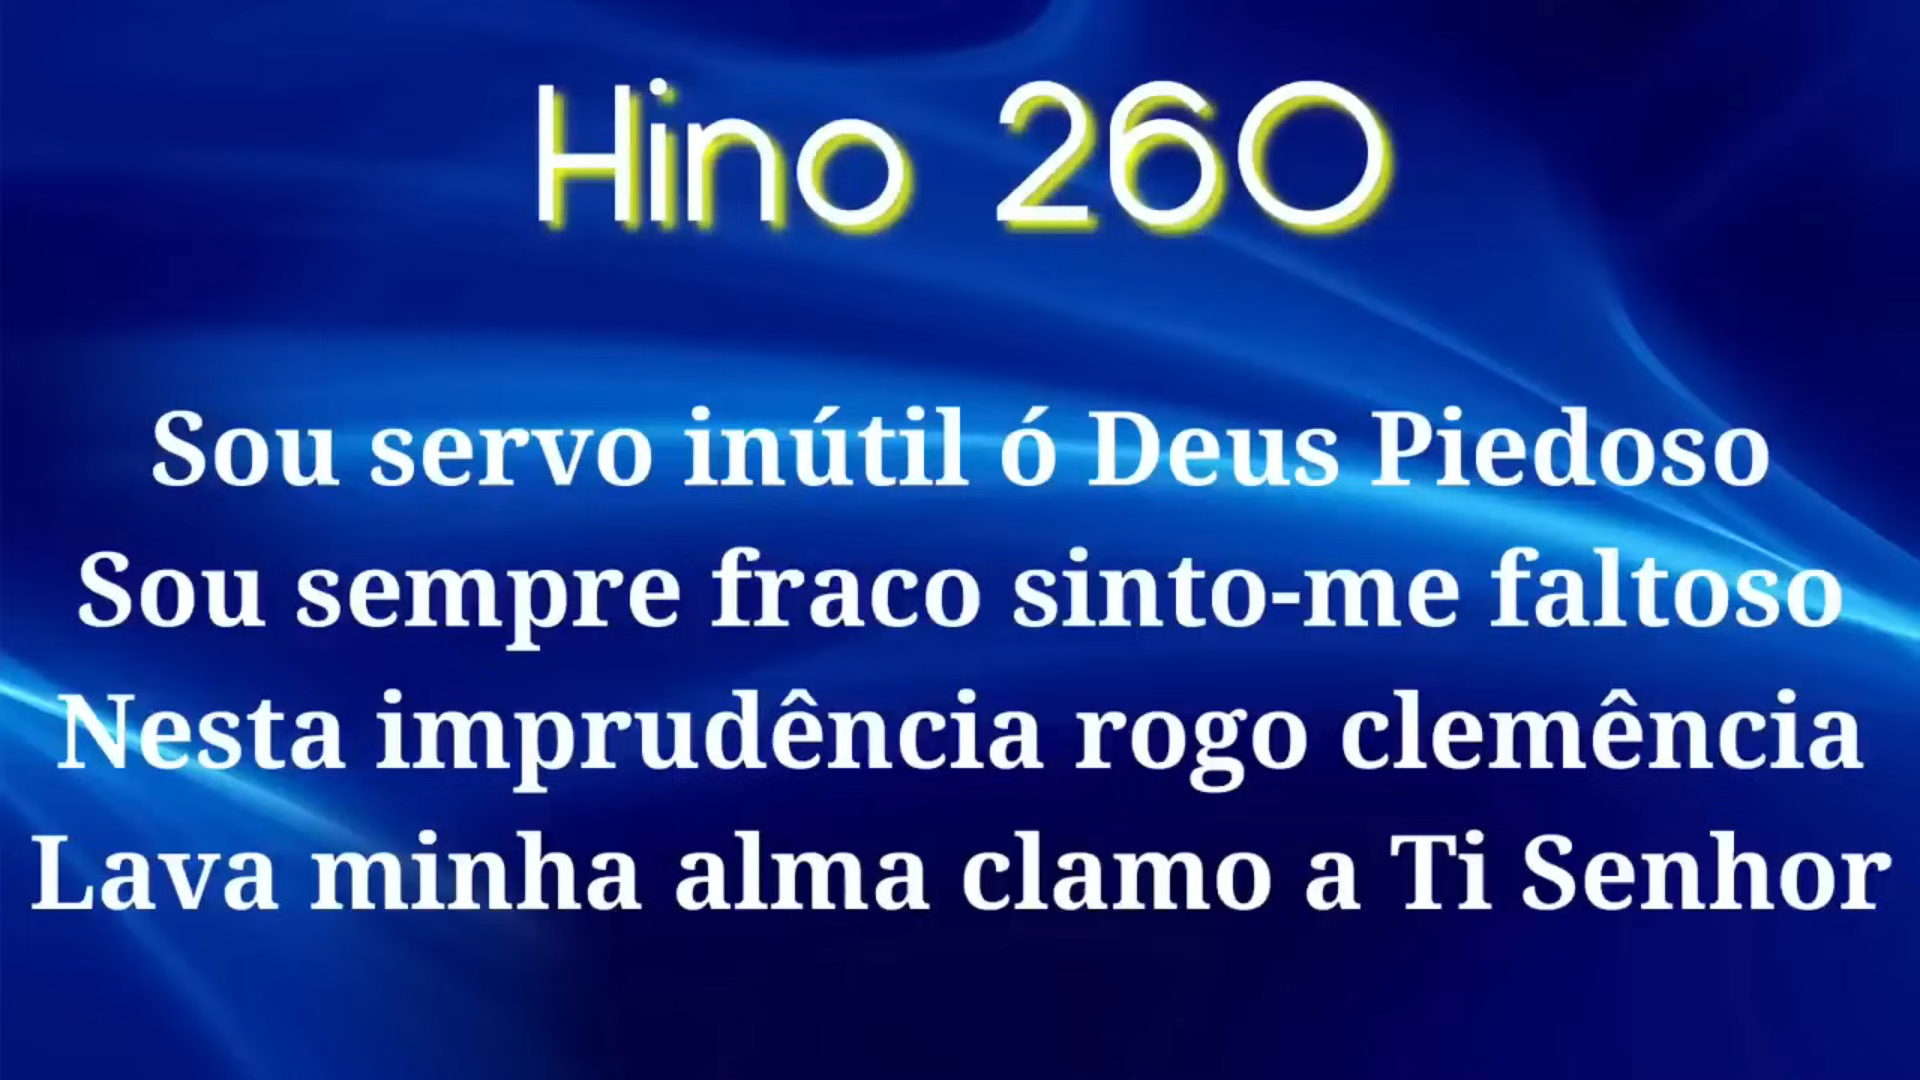 Hino 260
Sou servo inútil ó Deus Piedoso
Sou sempre fraco sinto-me faltoso
Nesta imprudência rogo clemência
Lava minha alma clamo a Ti Senhor